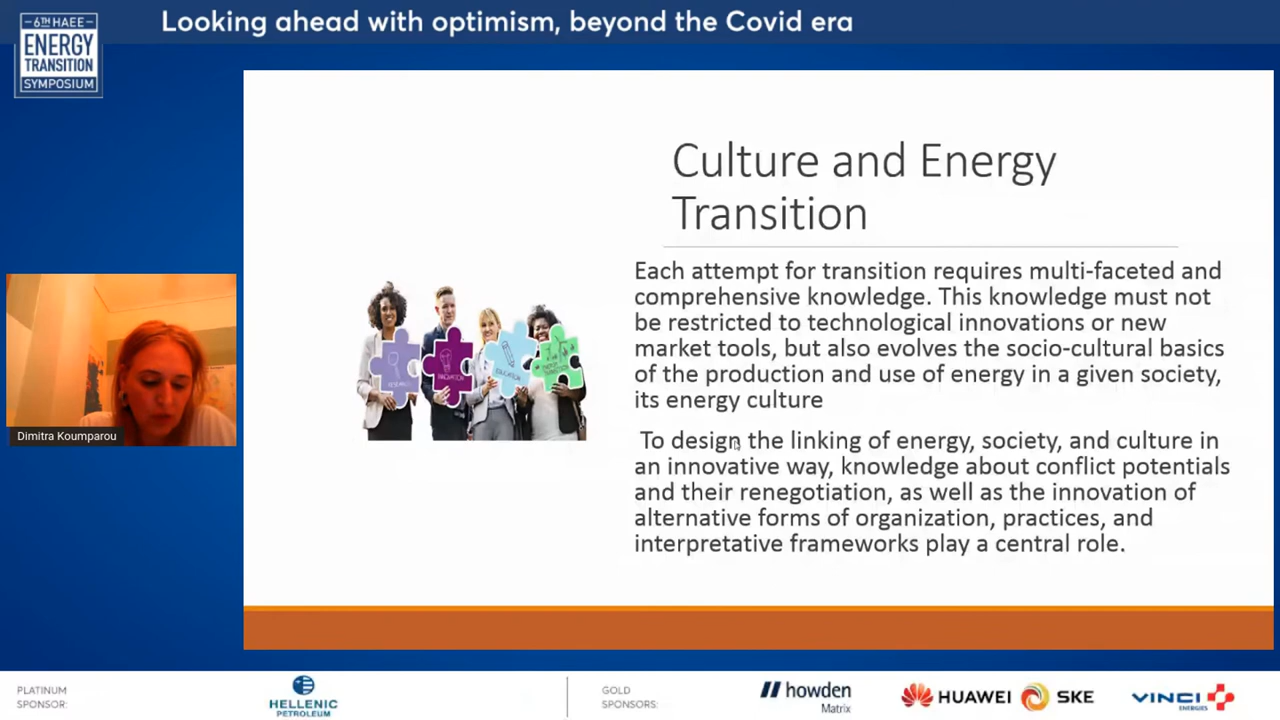 Looking ahead with optimism, beyond the Covid era
6TH HAEE
ENERGY
TRANSITION
SYMPOSIUM
Culture and Energy
Transition
Each attempt for transition requires multi-faceted and
comprehensive knowledge. This knowledge must not
be restricted to technological innovations or new
market tools, but also evolves the socio-cultural basics
of the production and use of energy in a given society,
its energy culture
To design the linking of energy, society, and culture in
an innovative way, knowledge about conflict potentials
and their renegotiation, as well as the innovation of
alternative forms of organization, practices, and
interpretative frameworks play a central role.
RESEARCH
INNOVATION
EDUCATION
Dimitra Koumparou
PLATINUM
SPONSOR:
HELLENIC
PETROLEUM
GOLD
SPONSORS:
howden
Matrix
HUAWEI
SKE
VINCI
ENERGIES